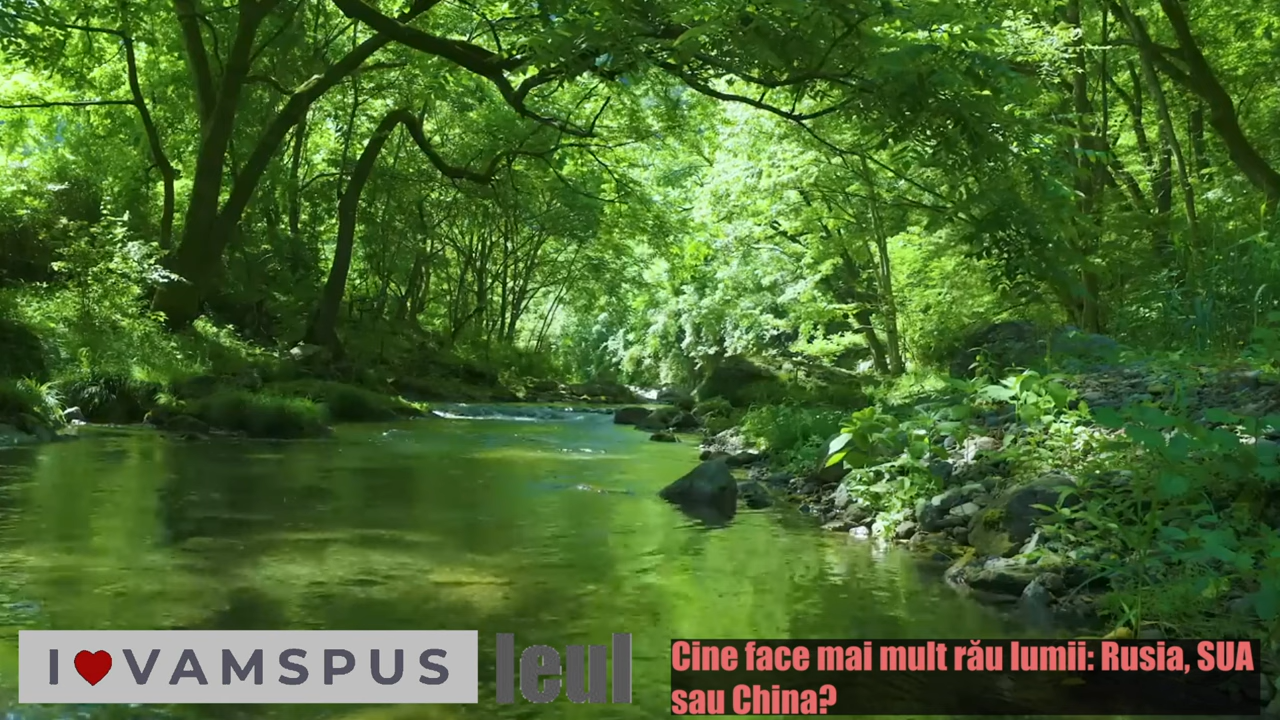 I❤VAMSPUS
leul
Cine face mai mult rău lumii: Rusia, SUA
sau China?